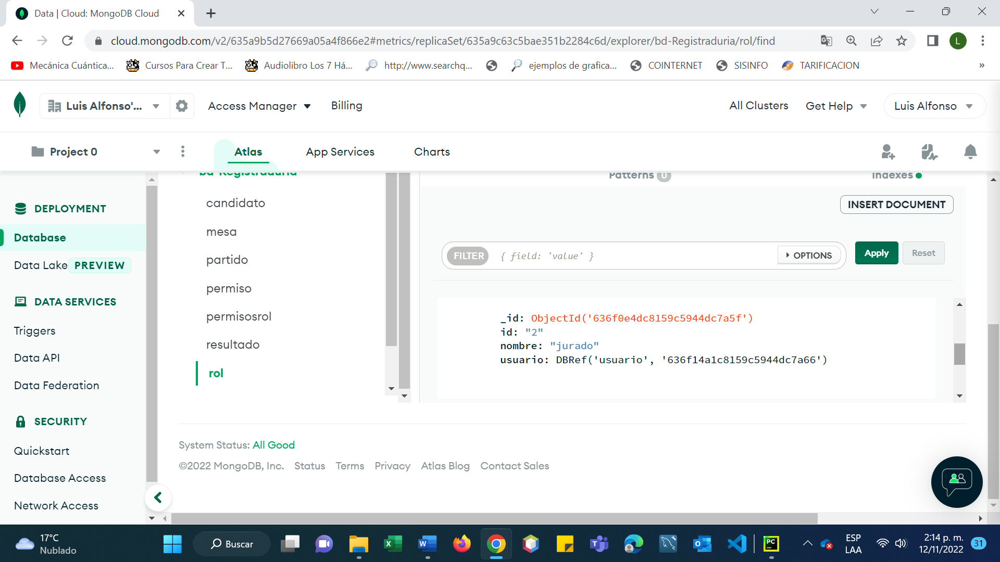 Data | Cloud: MongoDB Cloud
cloud.mongodb.com/v2/635a9b5d27669a05a4f866e2#metrics/replicaSet/635a9c63c5bae351b2284c6d/explorer/bd-Registraduria/rol/find
L
Mecánica Cuántica... Cursos Para Crear T... Audiolibro Los 7 Há... http://www.searchq... ejemplos de grafica... COINTERNET SISINFO TARIFICACION »
Luis Alfonso'... Access Manager Billing All Clusters Get Help Luis Alfonso
Project 0 Atlas App Services Charts
bd-Registraduria
Patterns 0 Indexes
DEPLOYMENT
Database
Data Lake PREVIEW
DATA SERVICES
Triggers
Data API
Data Federation
SECURITY
Quickstart
Database Access
Network Access
candidato
mesa
partido
permiso
permisosrol
resultado
rol
INSERT DOCUMENT
FILTER { field: 'value' } OPTIONS Apply Reset
_id: ObjectId('636f0e4dc8159c5944dc7a5f')
id: "2"
nombre: "jurado"
usuario: DBRef('usuario', '636f14a1c8159c5944dc7a66')
System Status: All Good
©2022 MongoDB, Inc. Status Terms Privacy Atlas Blog Contact Sales
17°C
Nublado
Buscar
X
W
T
O
PC
ESP
LAA
2:14 p. m.
12/11/2022
31